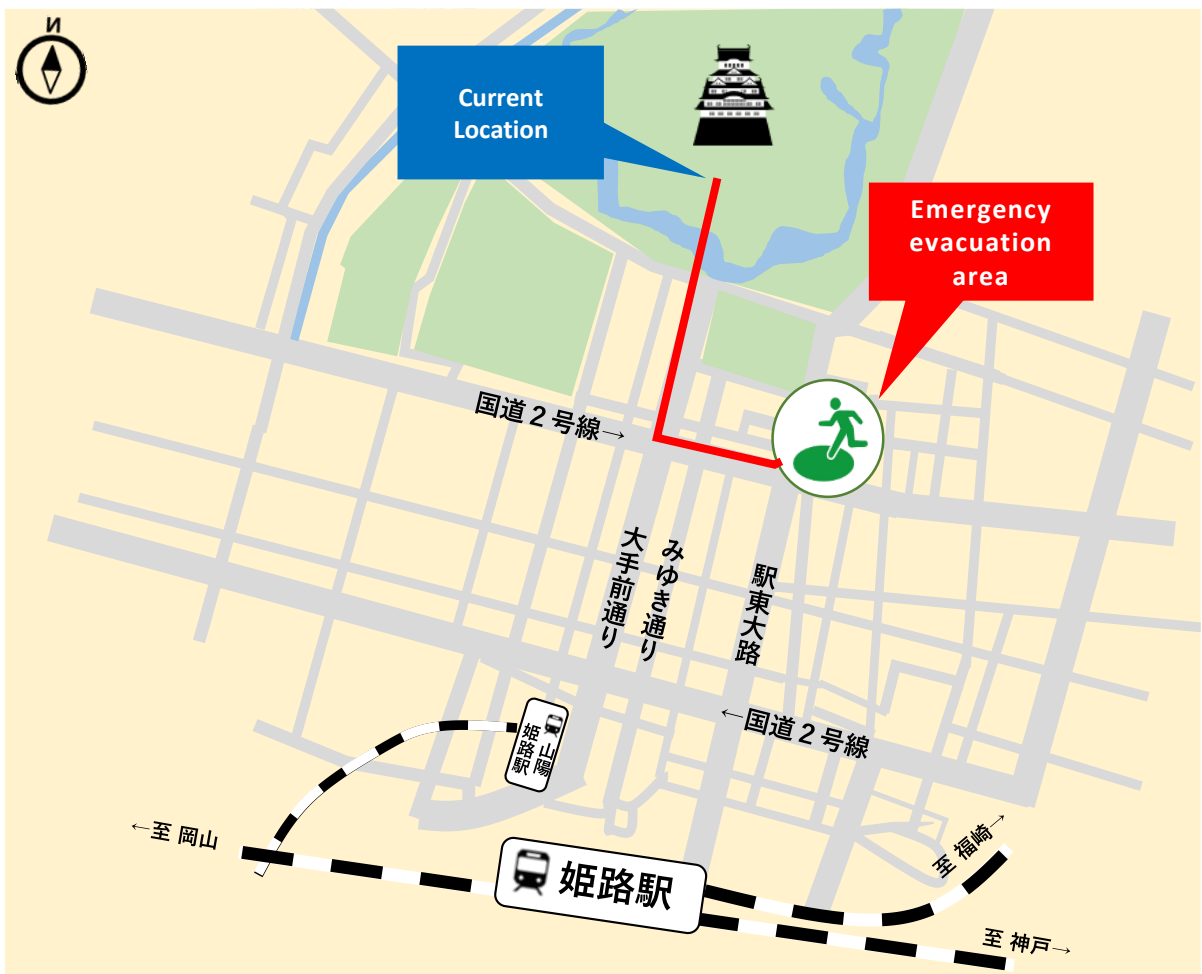 N
Current
Location
Emergency
evacuation
area
国道２号線→
大手前通り
みゆき通り
駅東大路
←国道２号線
山陽
姫路駅
←至 岡山
姫路駅
至 福崎→
至 神戸→